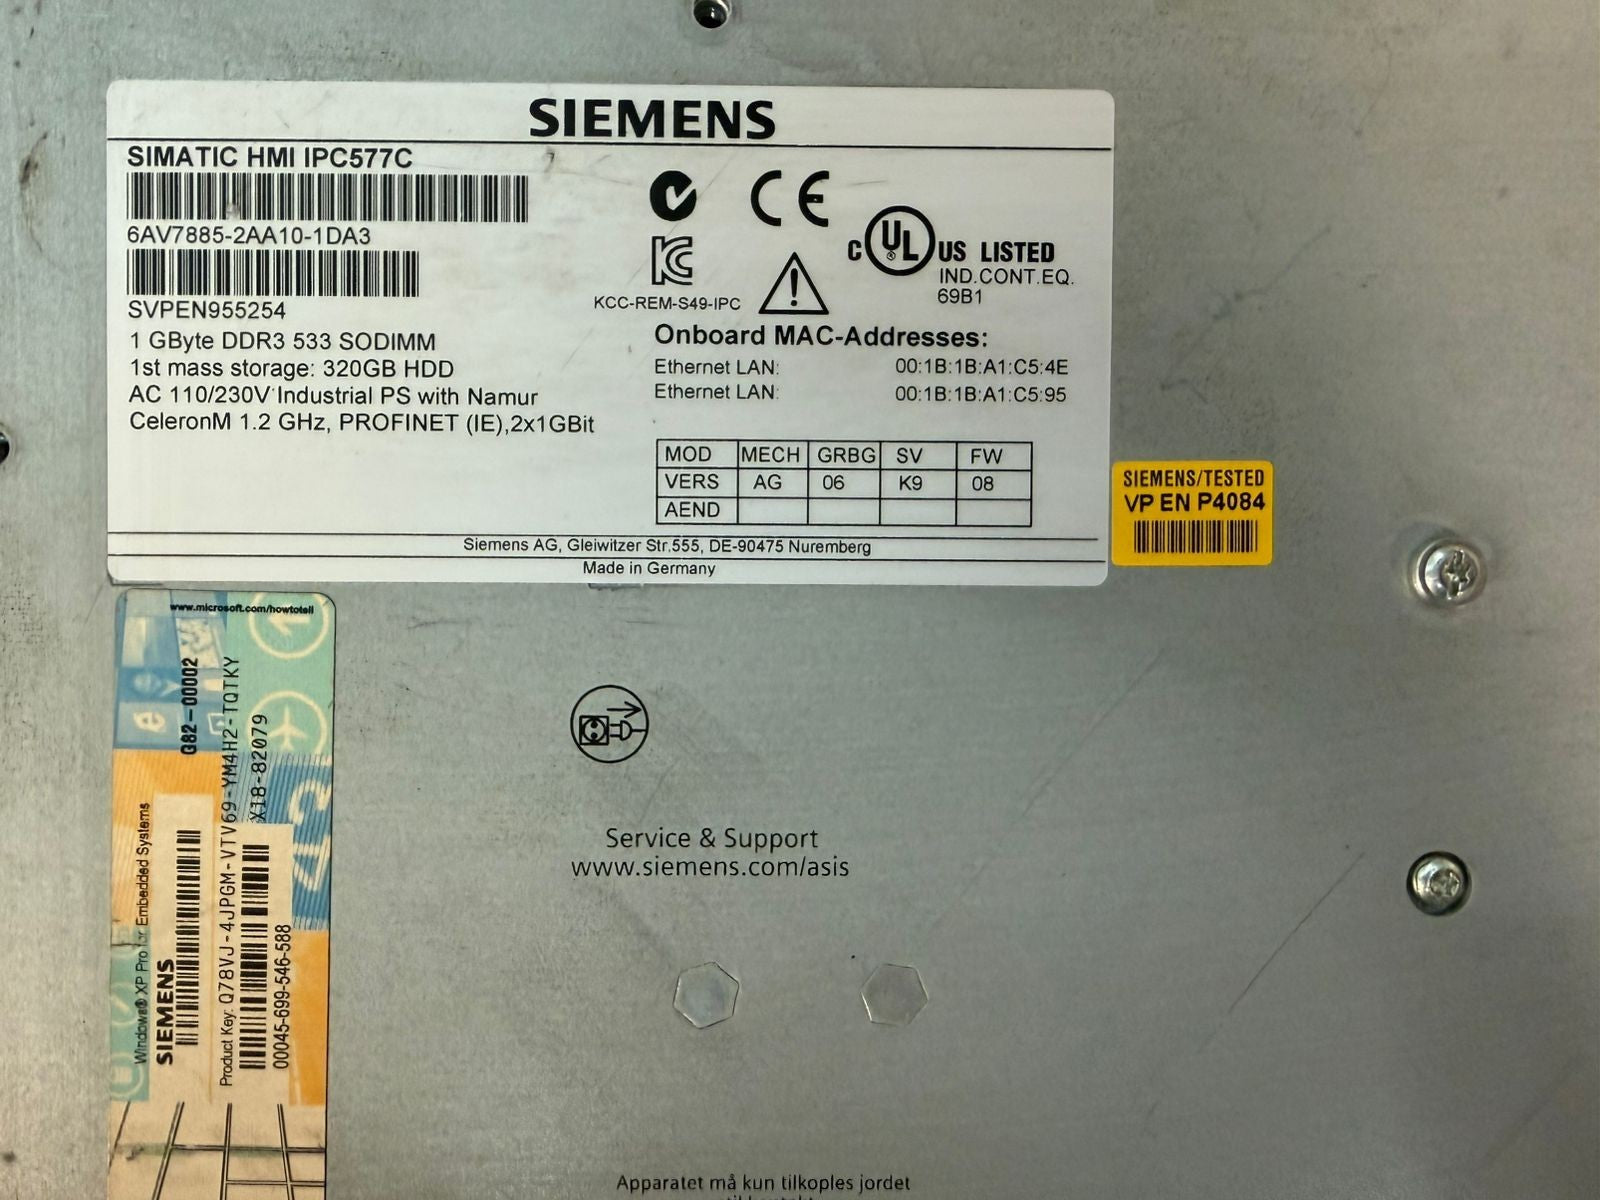 SIEMENS
SIMATIC HMI IPC577C
6AV7885-2AA10-1DA3
SVPEN955254
1 GByte DDR3 533 SODIMM
1st mass storage: 320GB HDD
AC 110/230V Industrial PS with Namur
CeleronM 1.2 GHz, PROFINET (IE),2x1GBit
CE
KCC-REM-S49-IPC
C UL US LISTED
IND.CONT.EQ.
69B1
Onboard MAC-Addresses:
Ethernet LAN: 00:1B:1B:A1:C5:4E
Ethernet LAN: 00:1B:1B:A1:C5:95
MOD MECH GRBG SV FW
VERS AG 06 K9 08
AEND
Siemens AG, Gleiwitzer Str.555, DE-90475 Nuremberg
Made in Germany
SIEMENS/TESTED
VP EN P4084
www.microsoft.com/howtotell
Windows® XP Pro for Embedded Systems
SIEMENS
G82-00002
Product Key: Q78VJ-4JPGM-VTV69-YM4H2-TQTKY
X18-82079
00045-699-546-588
Service & Support
www.siemens.com/asis
Apparatet må kun tilkoples jordet